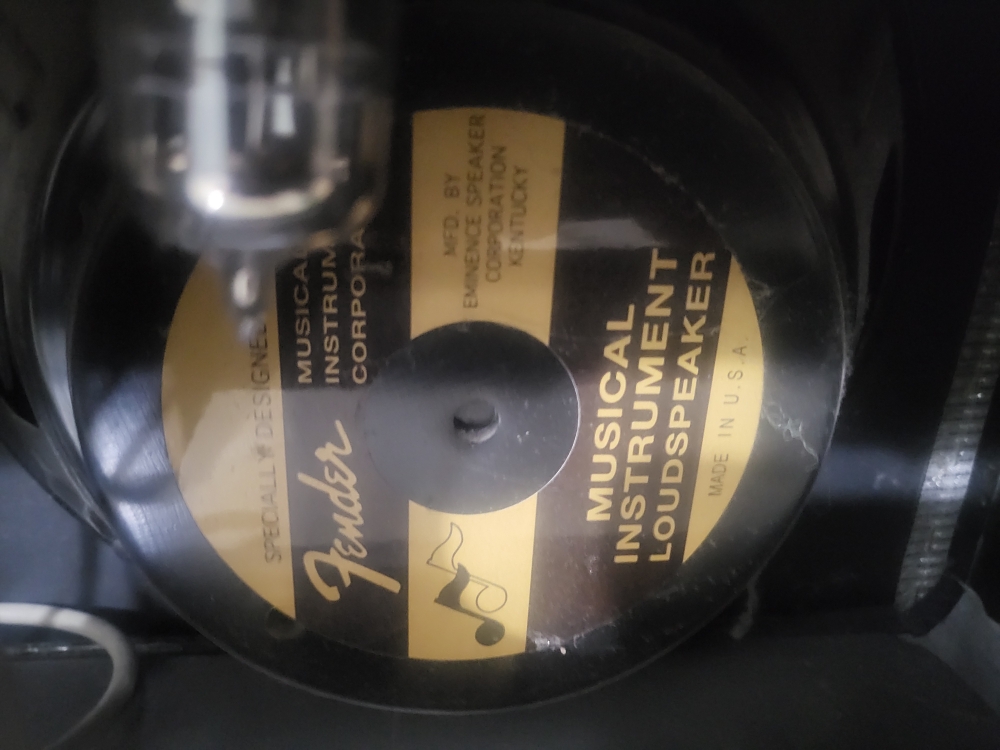 SPECIALLY DESIGNED
Fender
MUSICAL
INSTRUM
CORPORA
MFD. BY
EMINENCE SPEAKER
CORPORATION
KENTUCKY
MUSICAL
INSTRUMENT
LOUDSPEAKER
MADE IN U.S.A.